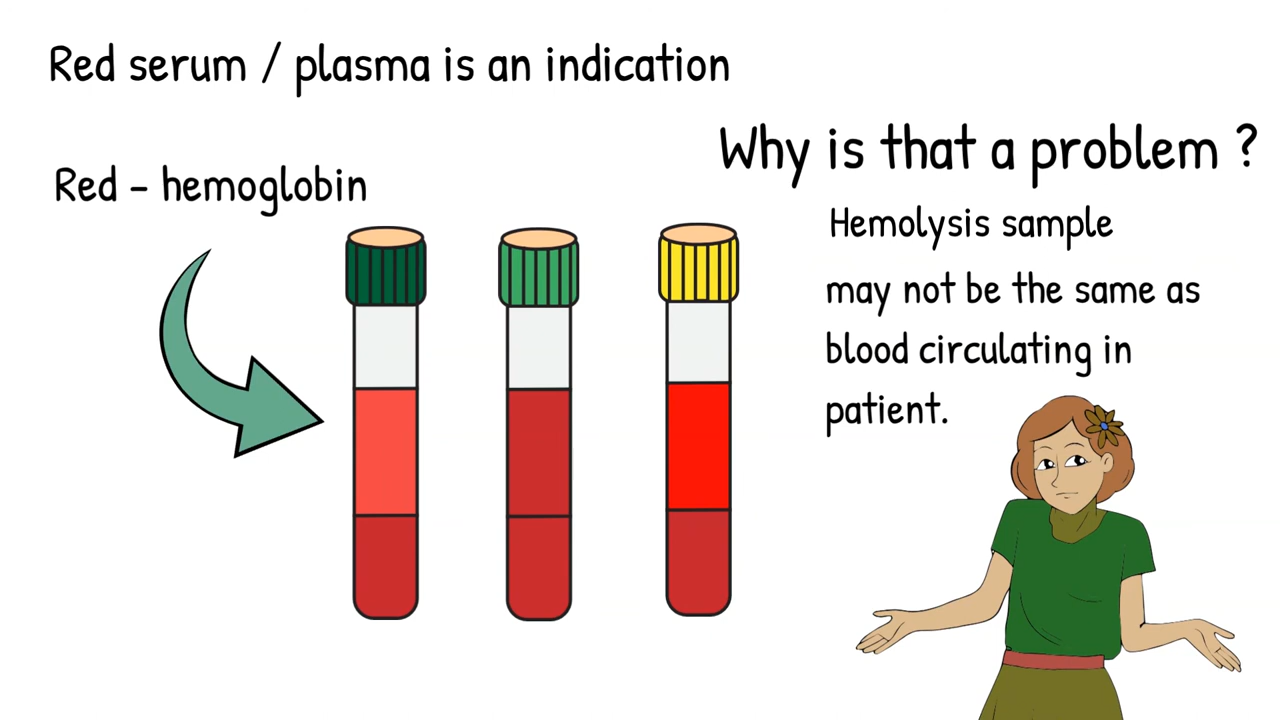 Red serum / plasma is an indication
Why is that a problem ?
Red – hemoglobin
Hemolysis sample
may not be the same as
blood circulating in
patient.